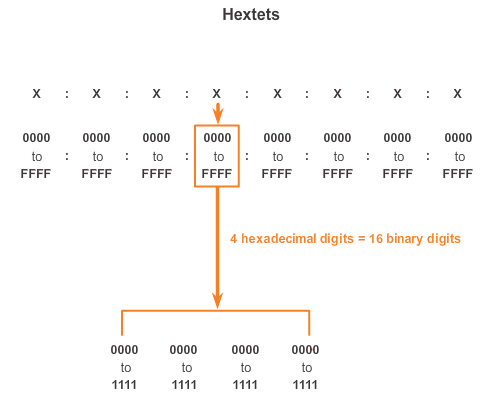 Hextets
X : X : X : X : X : X : X : X
0000 0000 0000 0000 0000 0000 0000 0000
to : to : to : to : to : to : to : to
FFFF FFFF FFFF FFFF FFFF FFFF FFFF FFFF
4 hexadecimal digits = 16 binary digits
0000 0000 0000 0000
to to to to
1111 1111 1111 1111